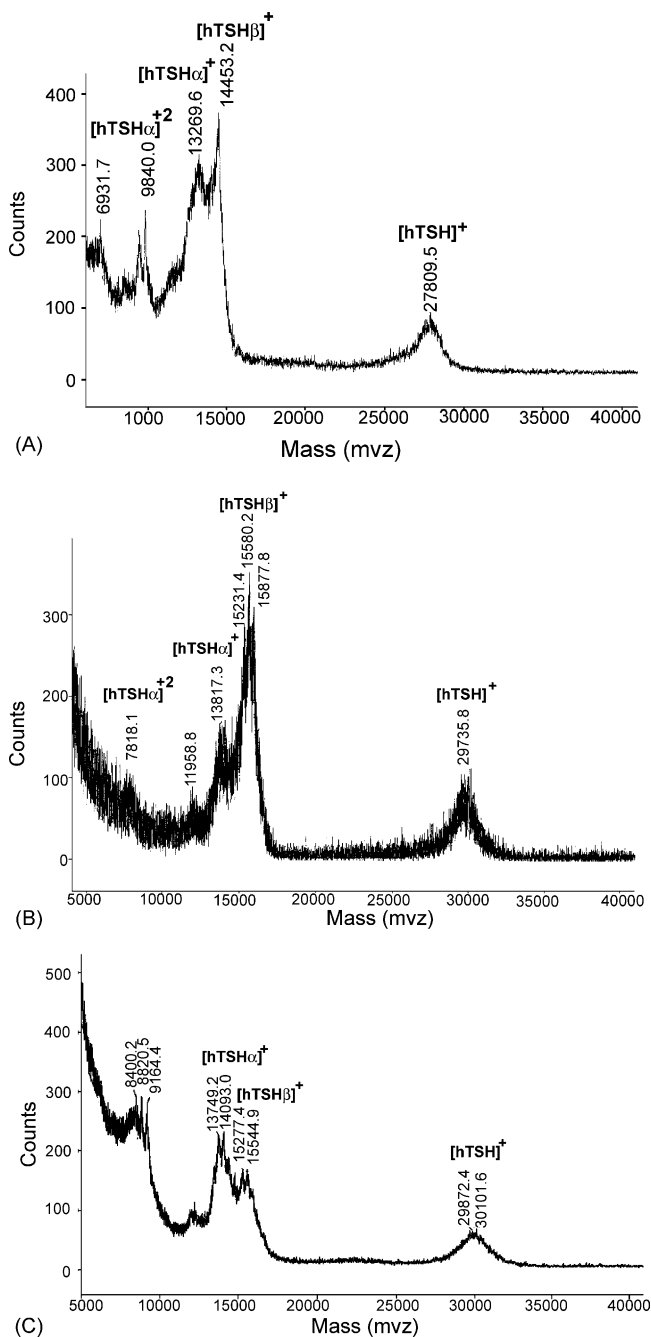 [hTSHβ]+
[hTSHα]+
14453.2
13269.6
[hTSHα]+2
9840.0
6931.7
[hTSH]+
27809.5
400
300
200
100
0
Counts
1000 15000 20000 25000 30000 35000 40000
Mass (mvz)
(A)
[hTSHβ]+
15580.2
15231.4
15877.8
[hTSHα]+
13817.3
[hTSHα]+2
7818.1
11958.8
[hTSH]+
29735.8
300
200
100
0
Counts
5000 10000 15000 20000 25000 30000 35000 40000
Mass (mvz)
(B)
500
400
300
200
100
0
Counts
8400.2
8820.5
9164.4
[hTSHα]+
13749.2
14093.0
[hTSHβ]+
15277.4
15544.9
[hTSH]+
29872.4
30101.6
5000 10000 15000 20000 25000 30000 35000 40000
Mass (mvz)
(C)